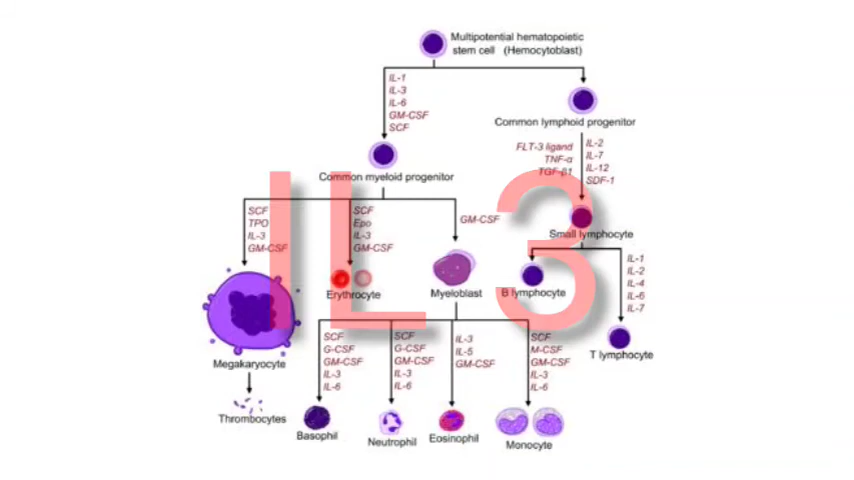 Multipotential hematopoietic
stem cell (Hemocytoblast)
IL-1
IL-3
IL-6
GM-CSF
SCF
Common myeloid progenitor
Common lymphoid progenitor
FLT-3 ligand
TNF-α
TGF-β1
IL-2
IL-7
IL-12
SDF-1
Small lymphocyte
SCF
TPO
IL-3
GM-CSF
SCF
Epo
IL-3
GM-CSF
GM-CSF
IL 3
Megakaryocyte
Erythrocyte
Myeloblast
B lymphocyte
IL-1
IL-2
IL-4
IL-6
IL-7
T lymphocyte
Thrombocytes
SCF
G-CSF
GM-CSF
IL-3
IL-6
SCF
G-CSF
GM-CSF
IL-3
IL-6
IL-3
IL-5
GM-CSF
SCF
M-CSF
GM-CSF
IL-3
IL-6
Basophil
Neutrophil
Eosinophil
Monocyte